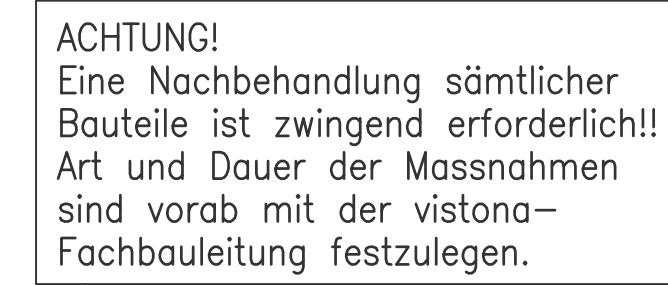 ACHTUNG!
Eine Nachbehandlung sämtlicher
Bauteile ist zwingend erforderlich!!
Art und Dauer der Massnahmen
sind vorab mit der vistona–
Fachbauleitung festzulegen.